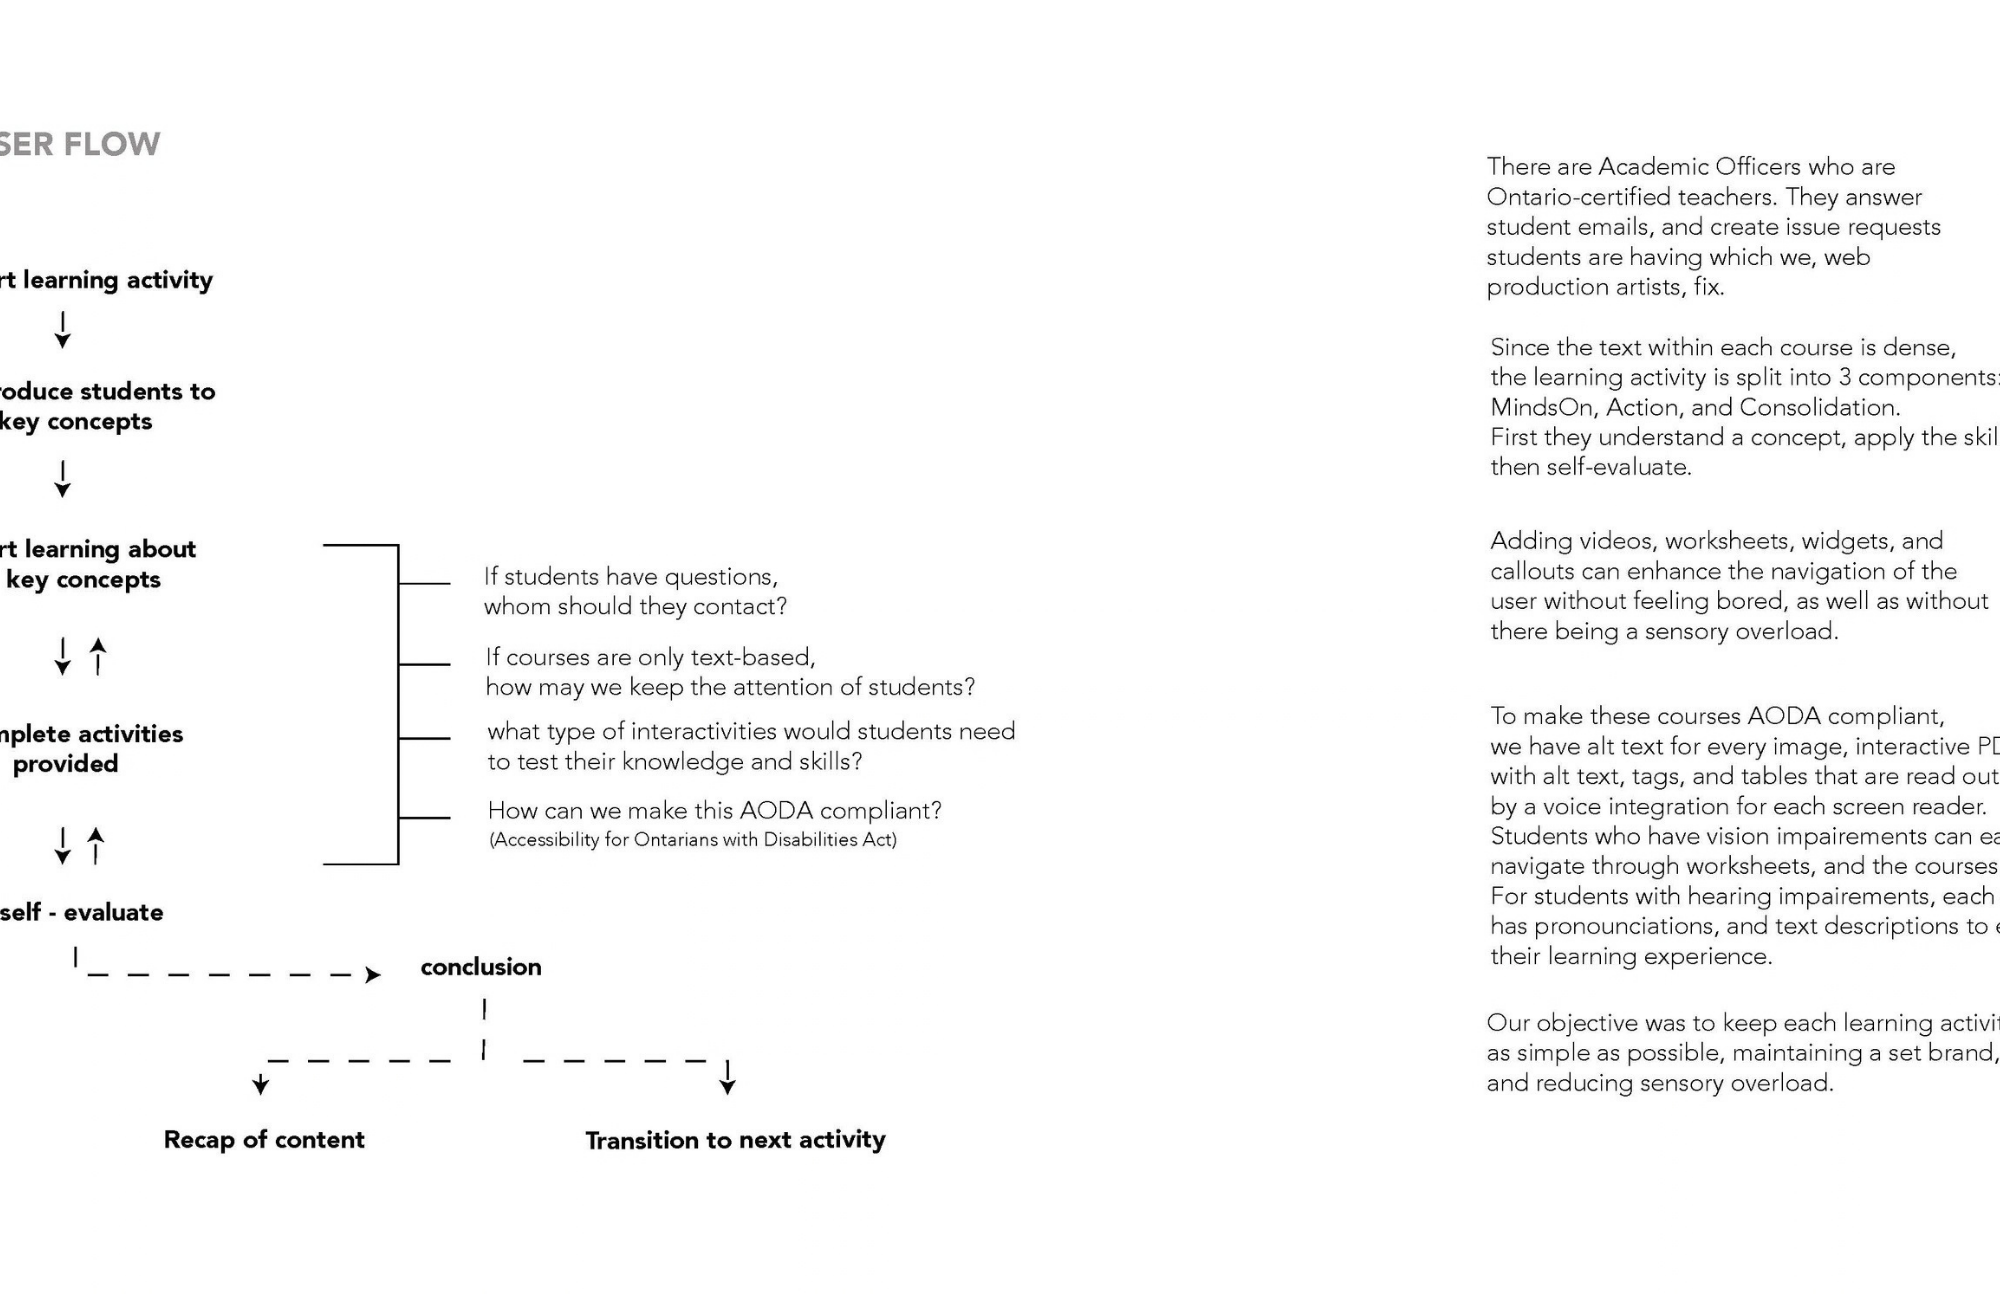 SER FLOW
rt learning activity
roduce students to
key concepts
rt learning about
key concepts
mplete activities
provided
self - evaluate
conclusion
Recap of content
Transition to next activity
If students have questions,
whom should they contact?
If courses are only text-based,
how may we keep the attention of students?
what type of interactivities would students need
to test their knowledge and skills?
How can we make this AODA compliant?
(Accessibility for Ontarians with Disabilities Act)
There are Academic Officers who are
Ontario-certified teachers. They answer
student emails, and create issue requests
students are having which we, web
production artists, fix.
Since the text within each course is dense,
the learning activity is split into 3 components:
MindsOn, Action, and Consolidation.
First they understand a concept, apply the skil
then self-evaluate.
Adding videos, worksheets, widgets, and
callouts can enhance the navigation of the
user without feeling bored, as well as without
there being a sensory overload.
To make these courses AODA compliant,
we have alt text for every image, interactive PD
with alt text, tags, and tables that are read out
by a voice integration for each screen reader.
Students who have vision impairements can ea
navigate through worksheets, and the courses
For students with hearing impairements, each
has pronounciations, and text descriptions to e
their learning experience.
Our objective was to keep each learning activit
as simple as possible, maintaining a set brand,
and reducing sensory overload.